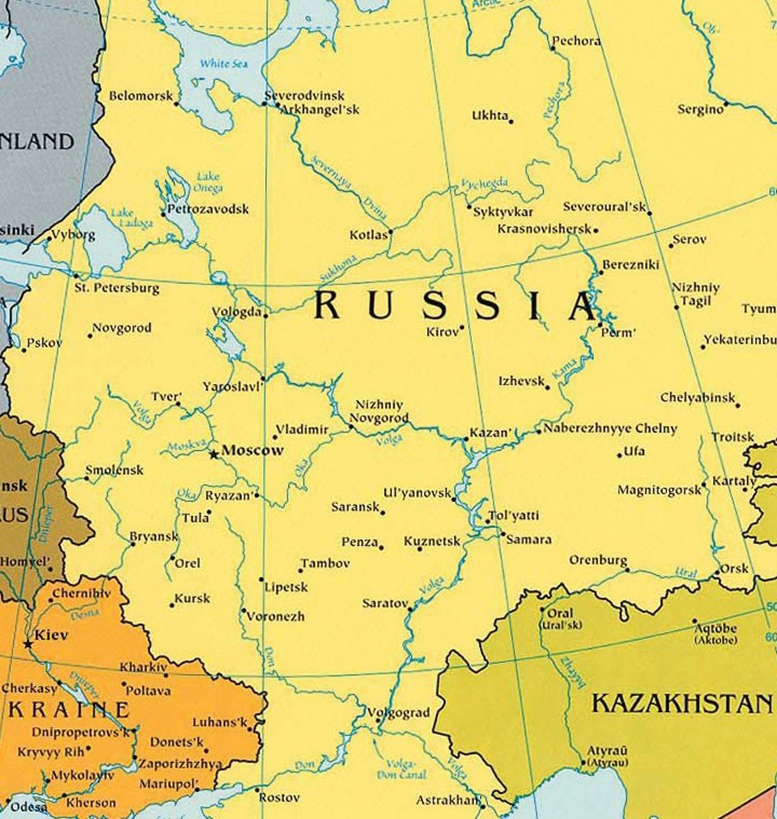 Arctic
Ob-
Pechora
White Sea
Belomorsk
Severodvinsk
Arkhangel'sk
Ukhta
Pechora
Sergino
NLAND
Severnaya
Dvina
Vychegda
Lake
Onega
Petrozavodsk
Lake
Ladoga
sinki
Vyborg
Syktyvkar
Severoural'sk
Krasnovishersk
Kotlas
Serov
60
Sukhona
Berezniki
St. Petersburg
Nizhniy
Tagil
RUSSIA
Vologda
Tyum
Novgorod
Kirov
Perm'
Pskov
Yekaterinbu
Kama
Yaroslavl'
Izhevsk
Tver'
Volga
Chelyabinsk
Nizhniy
Novgorod
Vladimir
Kazan'
Naberezhnyye Chelny
Troitsk
Moskva
Moscow
Volga
Oka
Ufa
Smolensk
nsk
Oka
Ryazan'
Ul'yanovsk
Magnitogorsk
Kartaly
US
Dnieper
Tula
Saransk
Tol'yatti
Bryansk
Penza
Kuznetsk
Samara
Homyel'
Orel
Tambov
Orenburg
Ural
Orsk
Chernihiv
Lipetsk
Volga
Desna
Kursk
Voronezh
Saratov
Oral
(Ural'sk)
50
Aqtöbe
(Aktobe)
60
Kiev
Don
Zhayyq
Kharkiv
Cherkasy
Dnieper
Poltava
KRAINE
KAZAKHSTAN
Volgograd
Luhans'k
Dnipropetrovs'k
Donets'k
Kryvyy Rih
Zaporizhzhya
Atyraū
(Atyrau)
Don
Volga-
Don Canal
Volga
Mykolayiv
Mariupol'
Rostov
Astrakhan
Odesa
Kherson